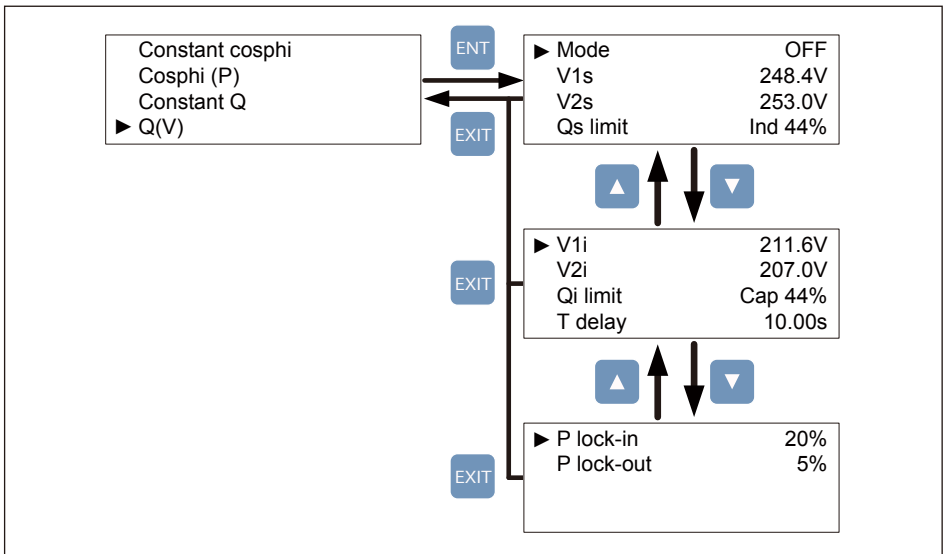 Constant cosphi
Cosphi (P)
Constant Q
► Q(V)
ENT
EXIT
► Mode OFF
V1s 248.4V
V2s 253.0V
Qs limit Ind 44%
▲ ▼
EXIT
► V1i 211.6V
V2i 207.0V
Qi limit Cap 44%
T delay 10.00s
▲ ▼
EXIT
► P lock-in 20%
P lock-out 5%